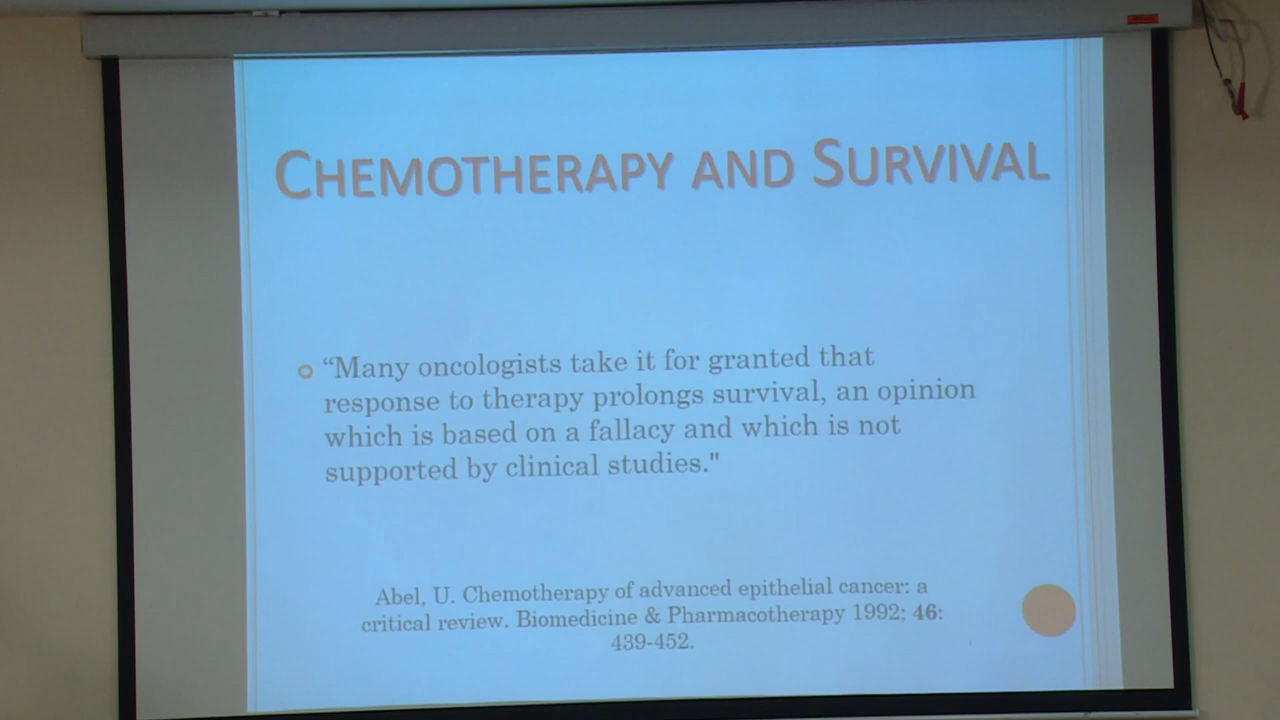 CHEMOTHERAPY AND SURVIVAL
“Many oncologists take it for granted that
response to therapy prolongs survival, an opinion
which is based on a fallacy and which is not
supported by clinical studies."
Abel, U. Chemotherapy of advanced epithelial cancer: a
critical review. Biomedicine & Pharmacotherapy 1992; 46:
439-452.